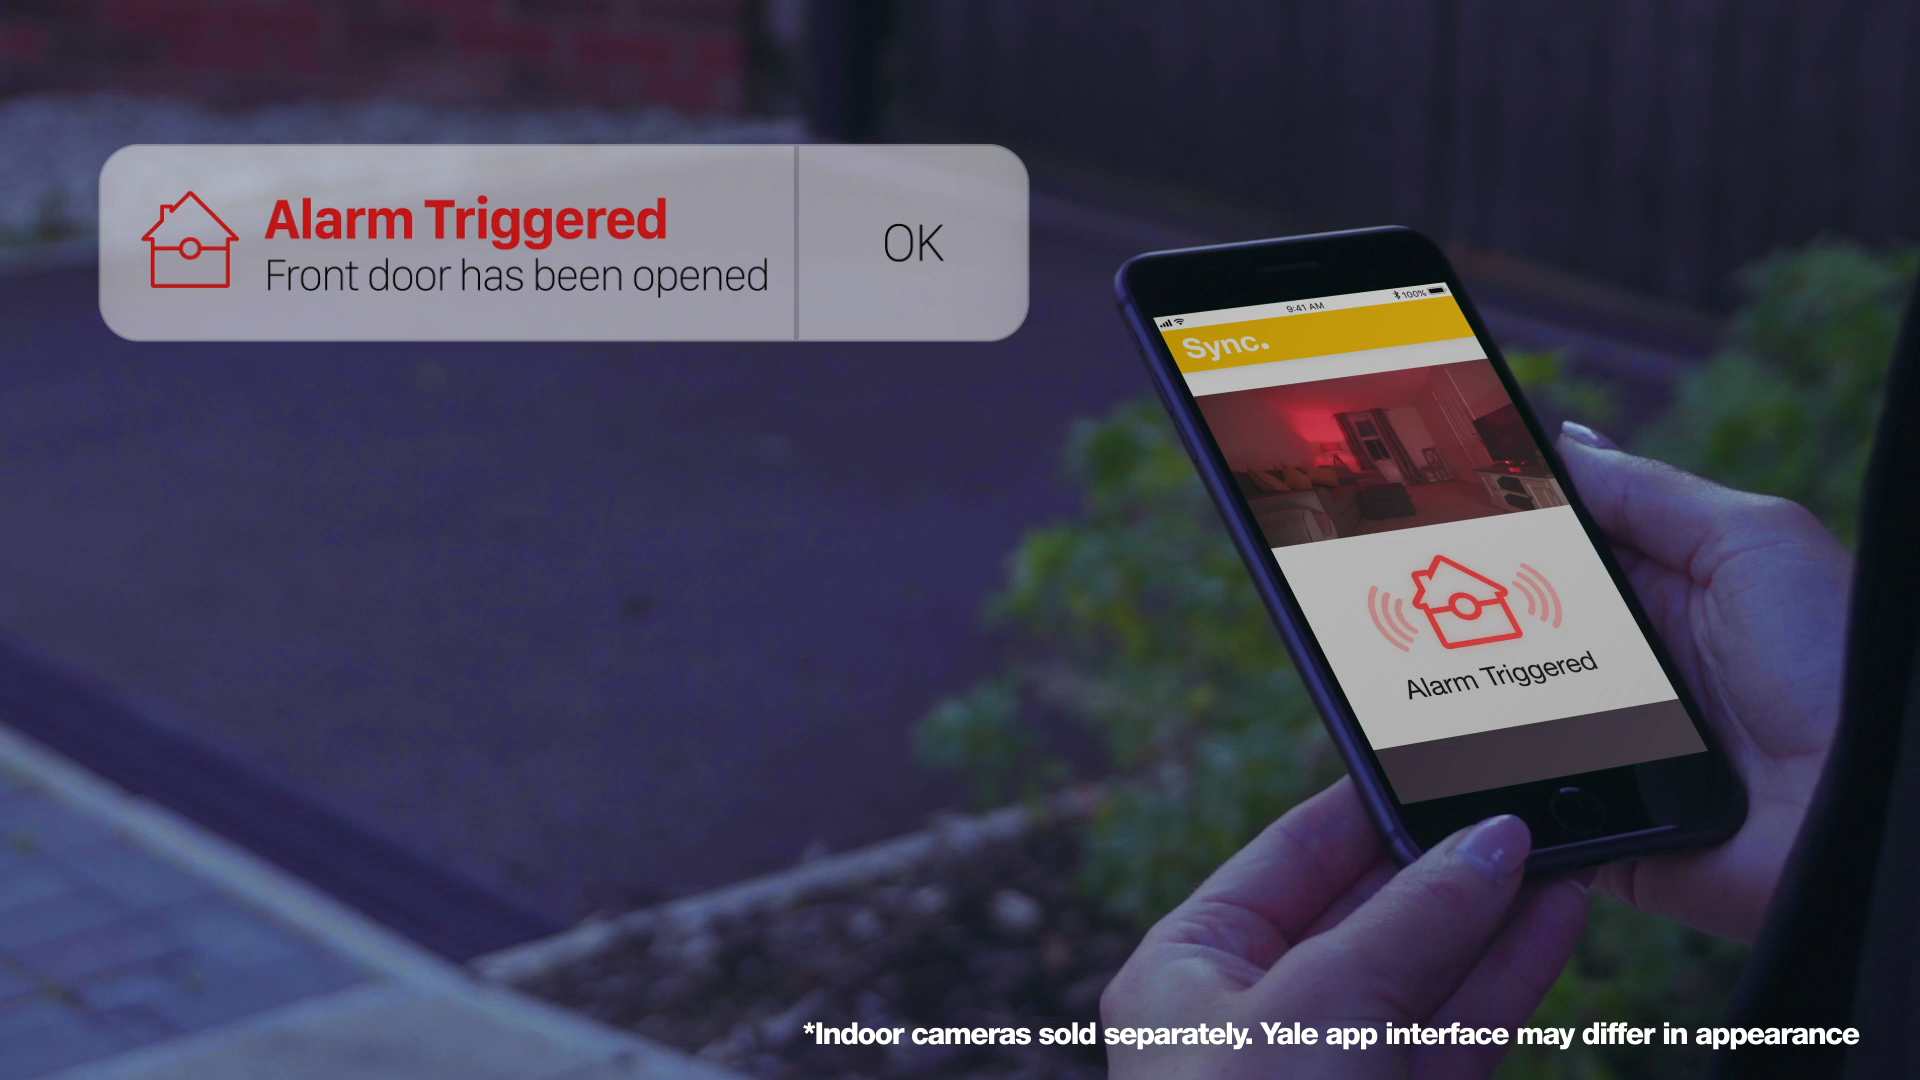 Alarm Triggered
Front door has been opened
OK
9:41 AM
100%
Sync.
Alarm Triggered
*Indoor cameras sold separately. Yale app interface may differ in appearance